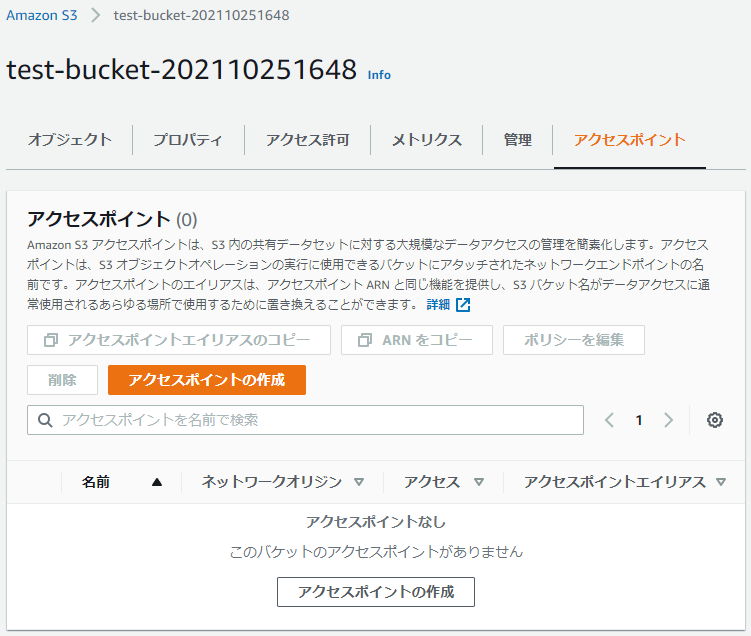 Amazon S3 > test-bucket-202110251648
test-bucket-202110251648 Info
オブジェクト プロパティ アクセス許可 メトリクス 管理 アクセスポイント
アクセスポイント (0)
Amazon S3 アクセスポイントは、S3 内の共有データセットに対する大規模なデータアクセスの管理を簡素化します。アクセス
ポイントは、S3 オブジェクトオペレーションの実行に使用できるバケットにアタッチされたネットワークエンドポイントの名
前です。アクセスポイントのエイリアスは、アクセスポイント ARN と同じ機能を提供し、S3 バケット名がデータアクセスに通
常使用されるあらゆる場所で使用するために置き換えることができます。 詳細
アクセスポイントエイリアスのコピー ARN をコピー ポリシーを編集
削除 アクセスポイントの作成
アクセスポイントを名前で検索 1
名前 ネットワークオリジン アクセス アクセスポイントエイリアス
アクセスポイントなし
このバケットのアクセスポイントがありません
アクセスポイントの作成